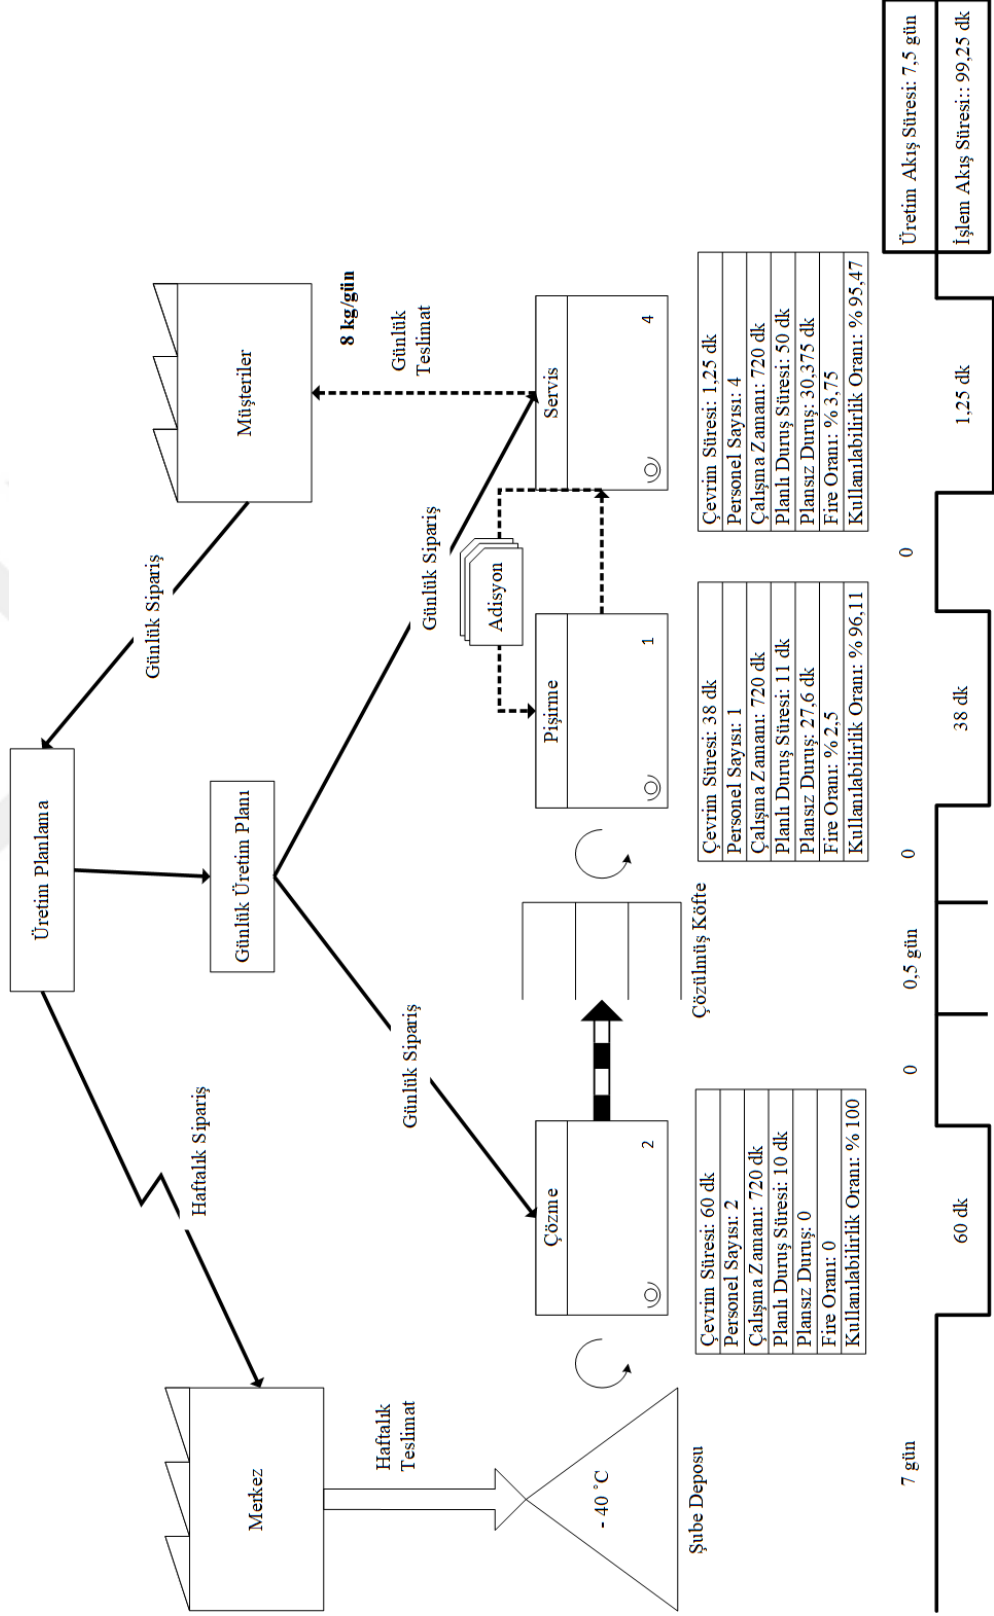 Üretim Planlama
Günlük Sipariş
Haftalık Sipariş
Günlük Üretim Planı
Merkez
Müşteriler
8 kg/gün
Günlük
Teslimat
Haftalık
Teslimat
Günlük Sipariş
Günlük Sipariş
- 40 ˚C
Şube Deposu
Çözme
2
Çözülmüş Köfte
Pişirme
1
Adisyon
Servis
4
Çevrim Süresi: 60 dk
Personel Sayısı: 2
Çalışma Zamanı: 720 dk
Planlı Duruş Süresi: 10 dk
Plansız Duruş: 0
Fire Oranı: 0
Kullanılabilirlik Oranı: % 100
Çevrim Süresi: 38 dk
Personel Sayısı: 1
Çalışma Zamanı: 720 dk
Planlı Duruş Süresi: 11 dk
Plansız Duruş: 27,6 dk
Fire Oranı: % 2,5
Kullanılabilirlik Oranı: % 96,11
Çevrim Süresi: 1,25 dk
Personel Sayısı: 4
Çalışma Zamanı: 720 dk
Planlı Duruş Süresi: 50 dk
Plansız Duruş: 30,375 dk
Fire Oranı: % 3,75
Kullanılabilirlik Oranı: % 95,47
7 gün
0
0,5 gün
0
0
60 dk
38 dk
1,25 dk
Üretim Akış Süresi: 7,5 gün
İşlem Akış Süresi:: 99,25 dk